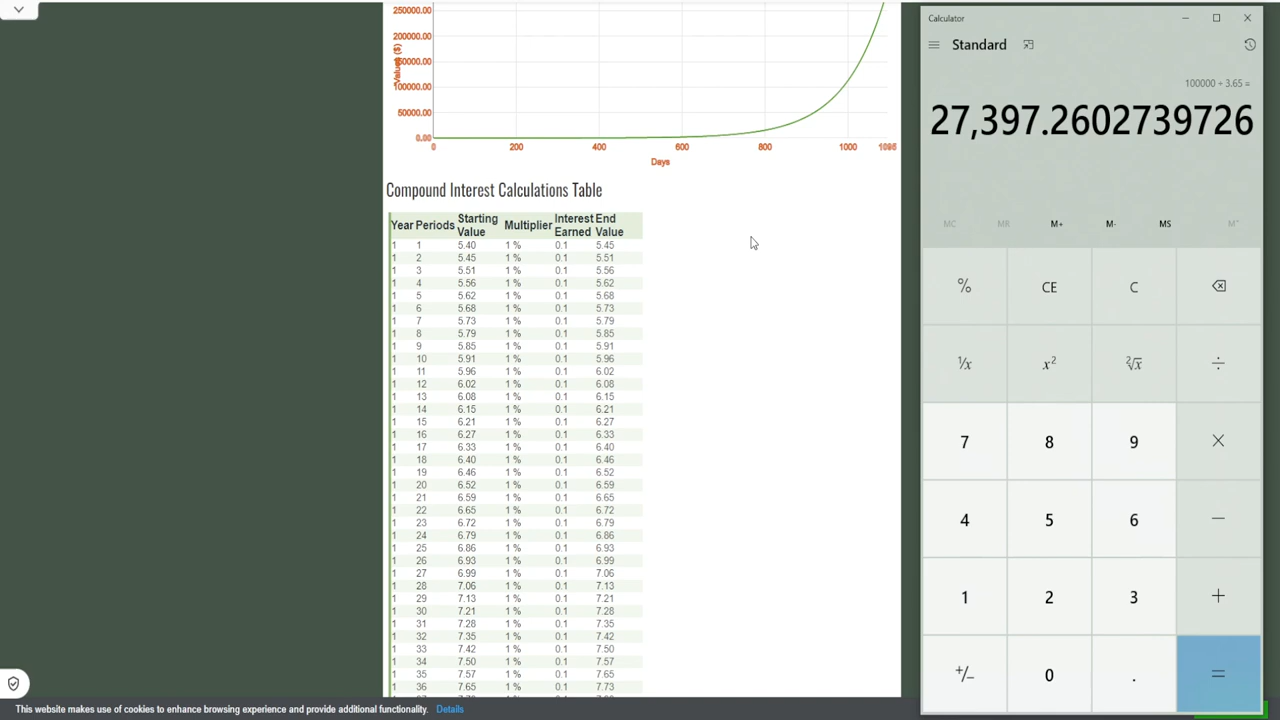 250000.00
200000.00
150000.00
100000.00
50000.00
0.00
Values ($)
0 200 400 600 800 1000 1095
Days
Compound Interest Calculations Table
Year Periods Starting Value Multiplier Interest Earned End Value
1 1 5.40 1 % 0.1 5.45
1 2 5.45 1 % 0.1 5.51
1 3 5.51 1 % 0.1 5.56
1 4 5.56 1 % 0.1 5.62
1 5 5.62 1 % 0.1 5.68
1 6 5.68 1 % 0.1 5.73
1 7 5.73 1 % 0.1 5.79
1 8 5.79 1 % 0.1 5.85
1 9 5.85 1 % 0.1 5.91
1 10 5.91 1 % 0.1 5.96
1 11 5.96 1 % 0.1 6.02
1 12 6.02 1 % 0.1 6.08
1 13 6.08 1 % 0.1 6.15
1 14 6.15 1 % 0.1 6.21
1 15 6.21 1 % 0.1 6.27
1 16 6.27 1 % 0.1 6.33
1 17 6.33 1 % 0.1 6.40
1 18 6.40 1 % 0.1 6.46
1 19 6.46 1 % 0.1 6.52
1 20 6.52 1 % 0.1 6.59
1 21 6.59 1 % 0.1 6.65
1 22 6.65 1 % 0.1 6.72
1 23 6.72 1 % 0.1 6.79
1 24 6.79 1 % 0.1 6.86
1 25 6.86 1 % 0.1 6.93
1 26 6.93 1 % 0.1 6.99
1 27 6.99 1 % 0.1 7.06
1 28 7.06 1 % 0.1 7.13
1 29 7.13 1 % 0.1 7.21
1 30 7.21 1 % 0.1 7.28
1 31 7.28 1 % 0.1 7.35
1 32 7.35 1 % 0.1 7.42
1 33 7.42 1 % 0.1 7.50
1 34 7.50 1 % 0.1 7.57
1 35 7.57 1 % 0.1 7.65
1 36 7.65 1 % 0.1 7.73
This website makes use of cookies to enhance browsing experience and provide additional functionality. Details
Calculator
Standard
100000 ÷ 3.65 =
27,397.2602739726
MC MR M+ M- MS M˅
% CE C
¹/x x² ²√x ÷
7 8 9 ×
4 5 6 −
1 2 3 +
+/− 0 . =